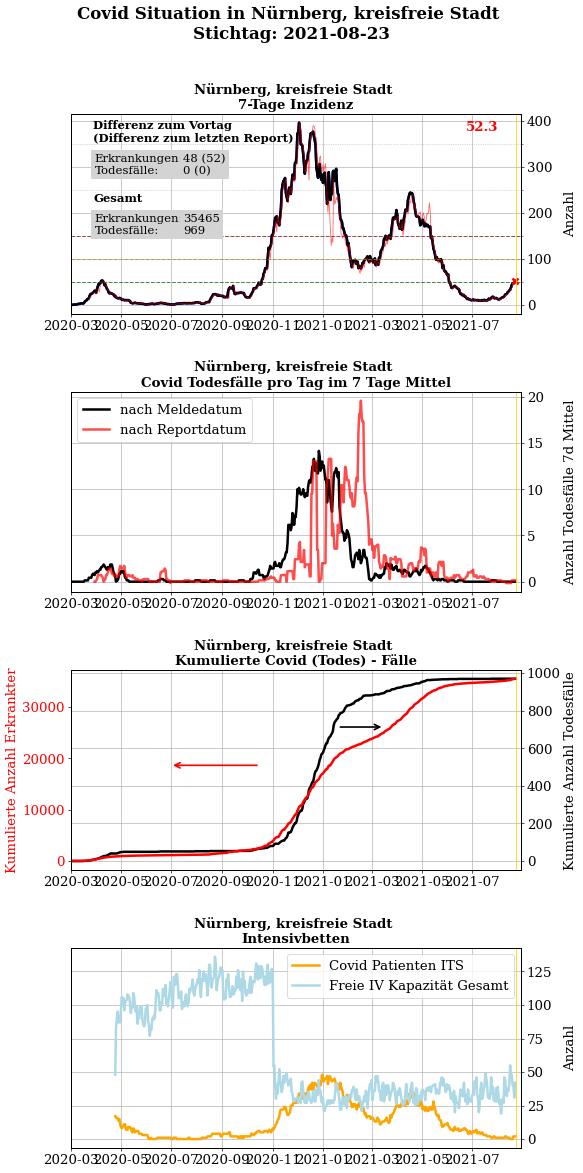 Covid Situation in Nürnberg, kreisfreie Stadt
Stichtag: 2021-08-23
Nürnberg, kreisfreie Stadt
7-Tage Inzidenz
Differenz zum Vortag
(Differenz zum letzten Report)
Erkrankungen 48 (52)
Todesfälle: 0 (0)
Gesamt
Erkrankungen 35465
Todesfälle: 969
52.3
400
300
200
100
0
Anzahl
2020-03 2020-05 2020-07 2020-09 2020-11 2021-01 2021-03 2021-05 2021-07
Nürnberg, kreisfreie Stadt
Covid Todesfälle pro Tag im 7 Tage Mittel
nach Meldedatum
nach Reportdatum
20
15
10
5
0
Anzahl Todesfälle 7d Mittel
2020-03 2020-05 2020-07 2020-09 2020-11 2021-01 2021-03 2021-05 2021-07
Nürnberg, kreisfreie Stadt
Kumulierte Covid (Todes) - Fälle
Kumulierte Anzahl Erkrankter
30000
20000
10000
0
1000
800
600
400
200
0
Kumulierte Anzahl Todesfälle
2020-03 2020-05 2020-07 2020-09 2020-11 2021-01 2021-03 2021-05 2021-07
Nürnberg, kreisfreie Stadt
Intensivbetten
Covid Patienten ITS
Freie IV Kapazität Gesamt
125
100
75
50
25
0
Anzahl
2020-03 2020-05 2020-07 2020-09 2020-11 2021-01 2021-03 2021-05 2021-07